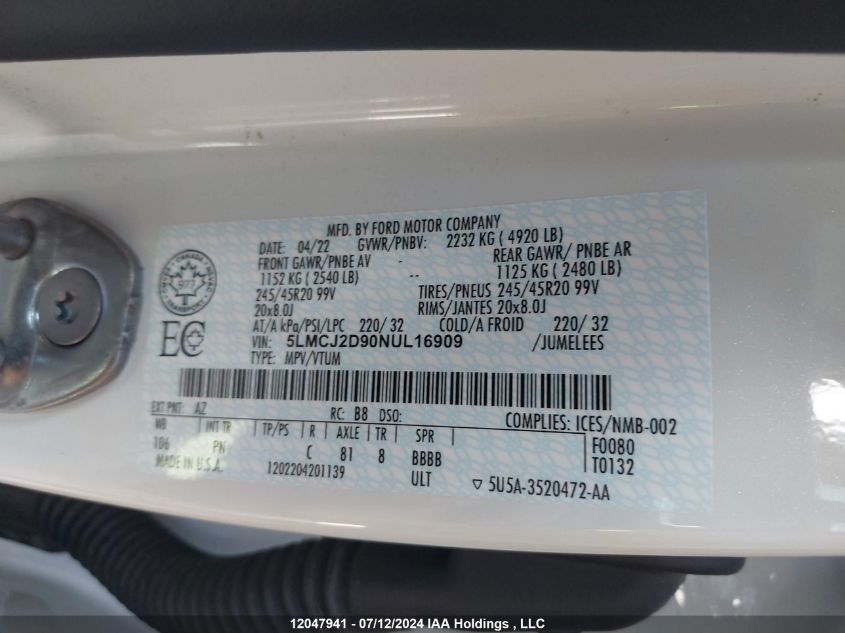 MFD. BY FORD MOTOR COMPANY
DATE: 04/22 GVWR/PNBV: 2232 KG ( 4920 LB)
FRONT GAWR/PNBE AV - REAR GAWR/ PNBE AR
1152 KG ( 2540 LB) -- 1125 KG ( 2480 LB)
245/45R20 99V TIRES/PNEUS 245/45R20 99V
20x8.0J RIMS/JANTES 20x8.0J
AT/A kPa/PSI/LPC 220/ 32 COLD/A FROID 220/ 32
VIN: 5LMCJ2D90NUL16909 /JUMELEES
TYPE: MPV/VTUM
CANADA
977
TRANSPORT
EC
EXT PNT: AZ RC: B8 DSO: COMPLIES: ICES/NMB-002
WB INT TR TP/PS R AXLE TR SPR F0080
106 PN C 81 8 BBBB T0132
MADE IN U.S.A. 1202204201139 ULT ▽ 5U5A-3520472-AA
12047941 - 07/12/2024 IAA Holdings , LLC